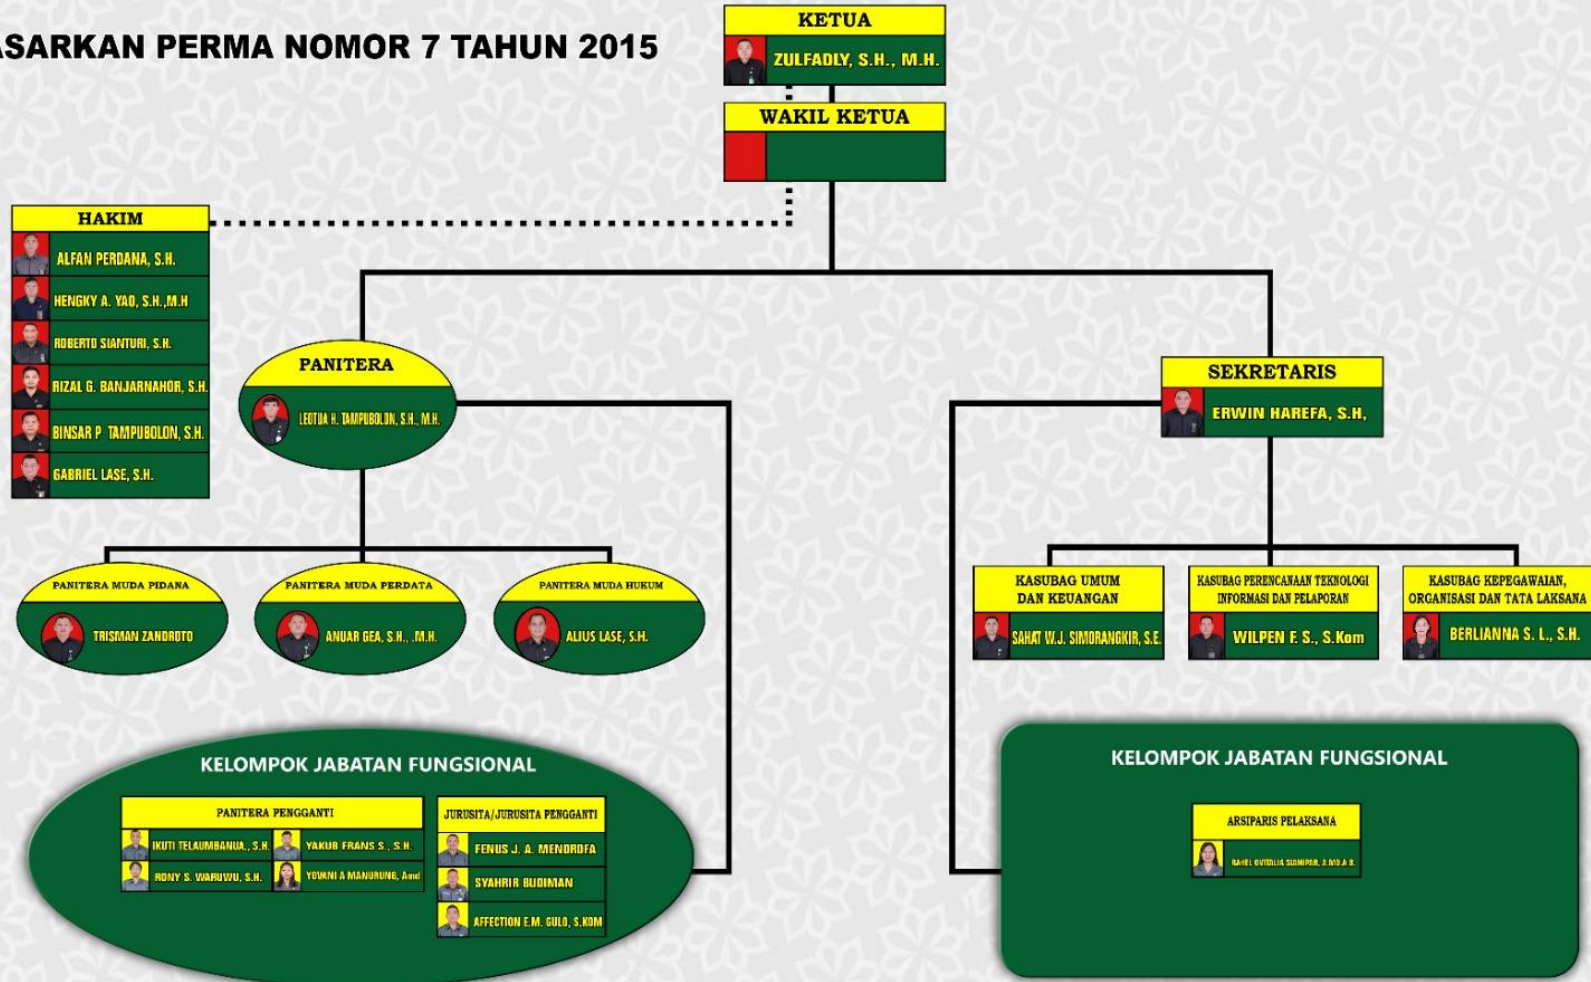 ASARKAN PERMA NOMOR 7 TAHUN 2015
KETUA
ZULFADLY, S.H., M.H.
WAKIL KETUA
HAKIM
ALFAN PERDANA, S.H.
HENGKY A. YAO, S.H.,M.H
ROBERTO SIANTURI, S.H.
RIZAL G. BANJARNAHOR, S.H.
BINSAR P TAMPUBOLON, S.H.
GABRIEL LASE, S.H.
PANITERA
LEOTUA H. TAMPUBOLON, S.H., M.H.
SEKRETARIS
ERWIN HAREFA, S.H,
PANITERA MUDA PIDANA
TRISMAN ZANDROTO
PANITERA MUDA PERDATA
ANUAR GEA, S.H., .M.H.
PANITERA MUDA HUKUM
ALIUS LASE, S.H.
KASUBAG UMUM
DAN KEUANGAN
SAHAT W.J. SIMORANGKIR, S.E.
KASUBAG PERENCANAAN TEKNOLOGI
INFORMASI DAN PELAPORAN
WILPEN F. S., S.Kom
KASUBAG KEPEGAWAIAN,
ORGANISASI DAN TATA LAKSANA
BERLIANNA S. L., S.H.
KELOMPOK JABATAN FUNGSIONAL
PANITERA PENGGANTI
IKUTI TELAUMBANUA., S.H.
YAKUB FRANS S., S.H.
RONY S. WARUWU, S.H.
YOVANI A MANURUNG, Amd
JURUSITA/JURUSITA PENGGANTI
FENUS J. A. MENDROFA
SYAHRIR BUDIMAN
AFFECTION E.M. GULO, S.KOM
KELOMPOK JABATAN FUNGSIONAL
ARSIPARIS PELAKSANA
RAHEL SIANIPAR,